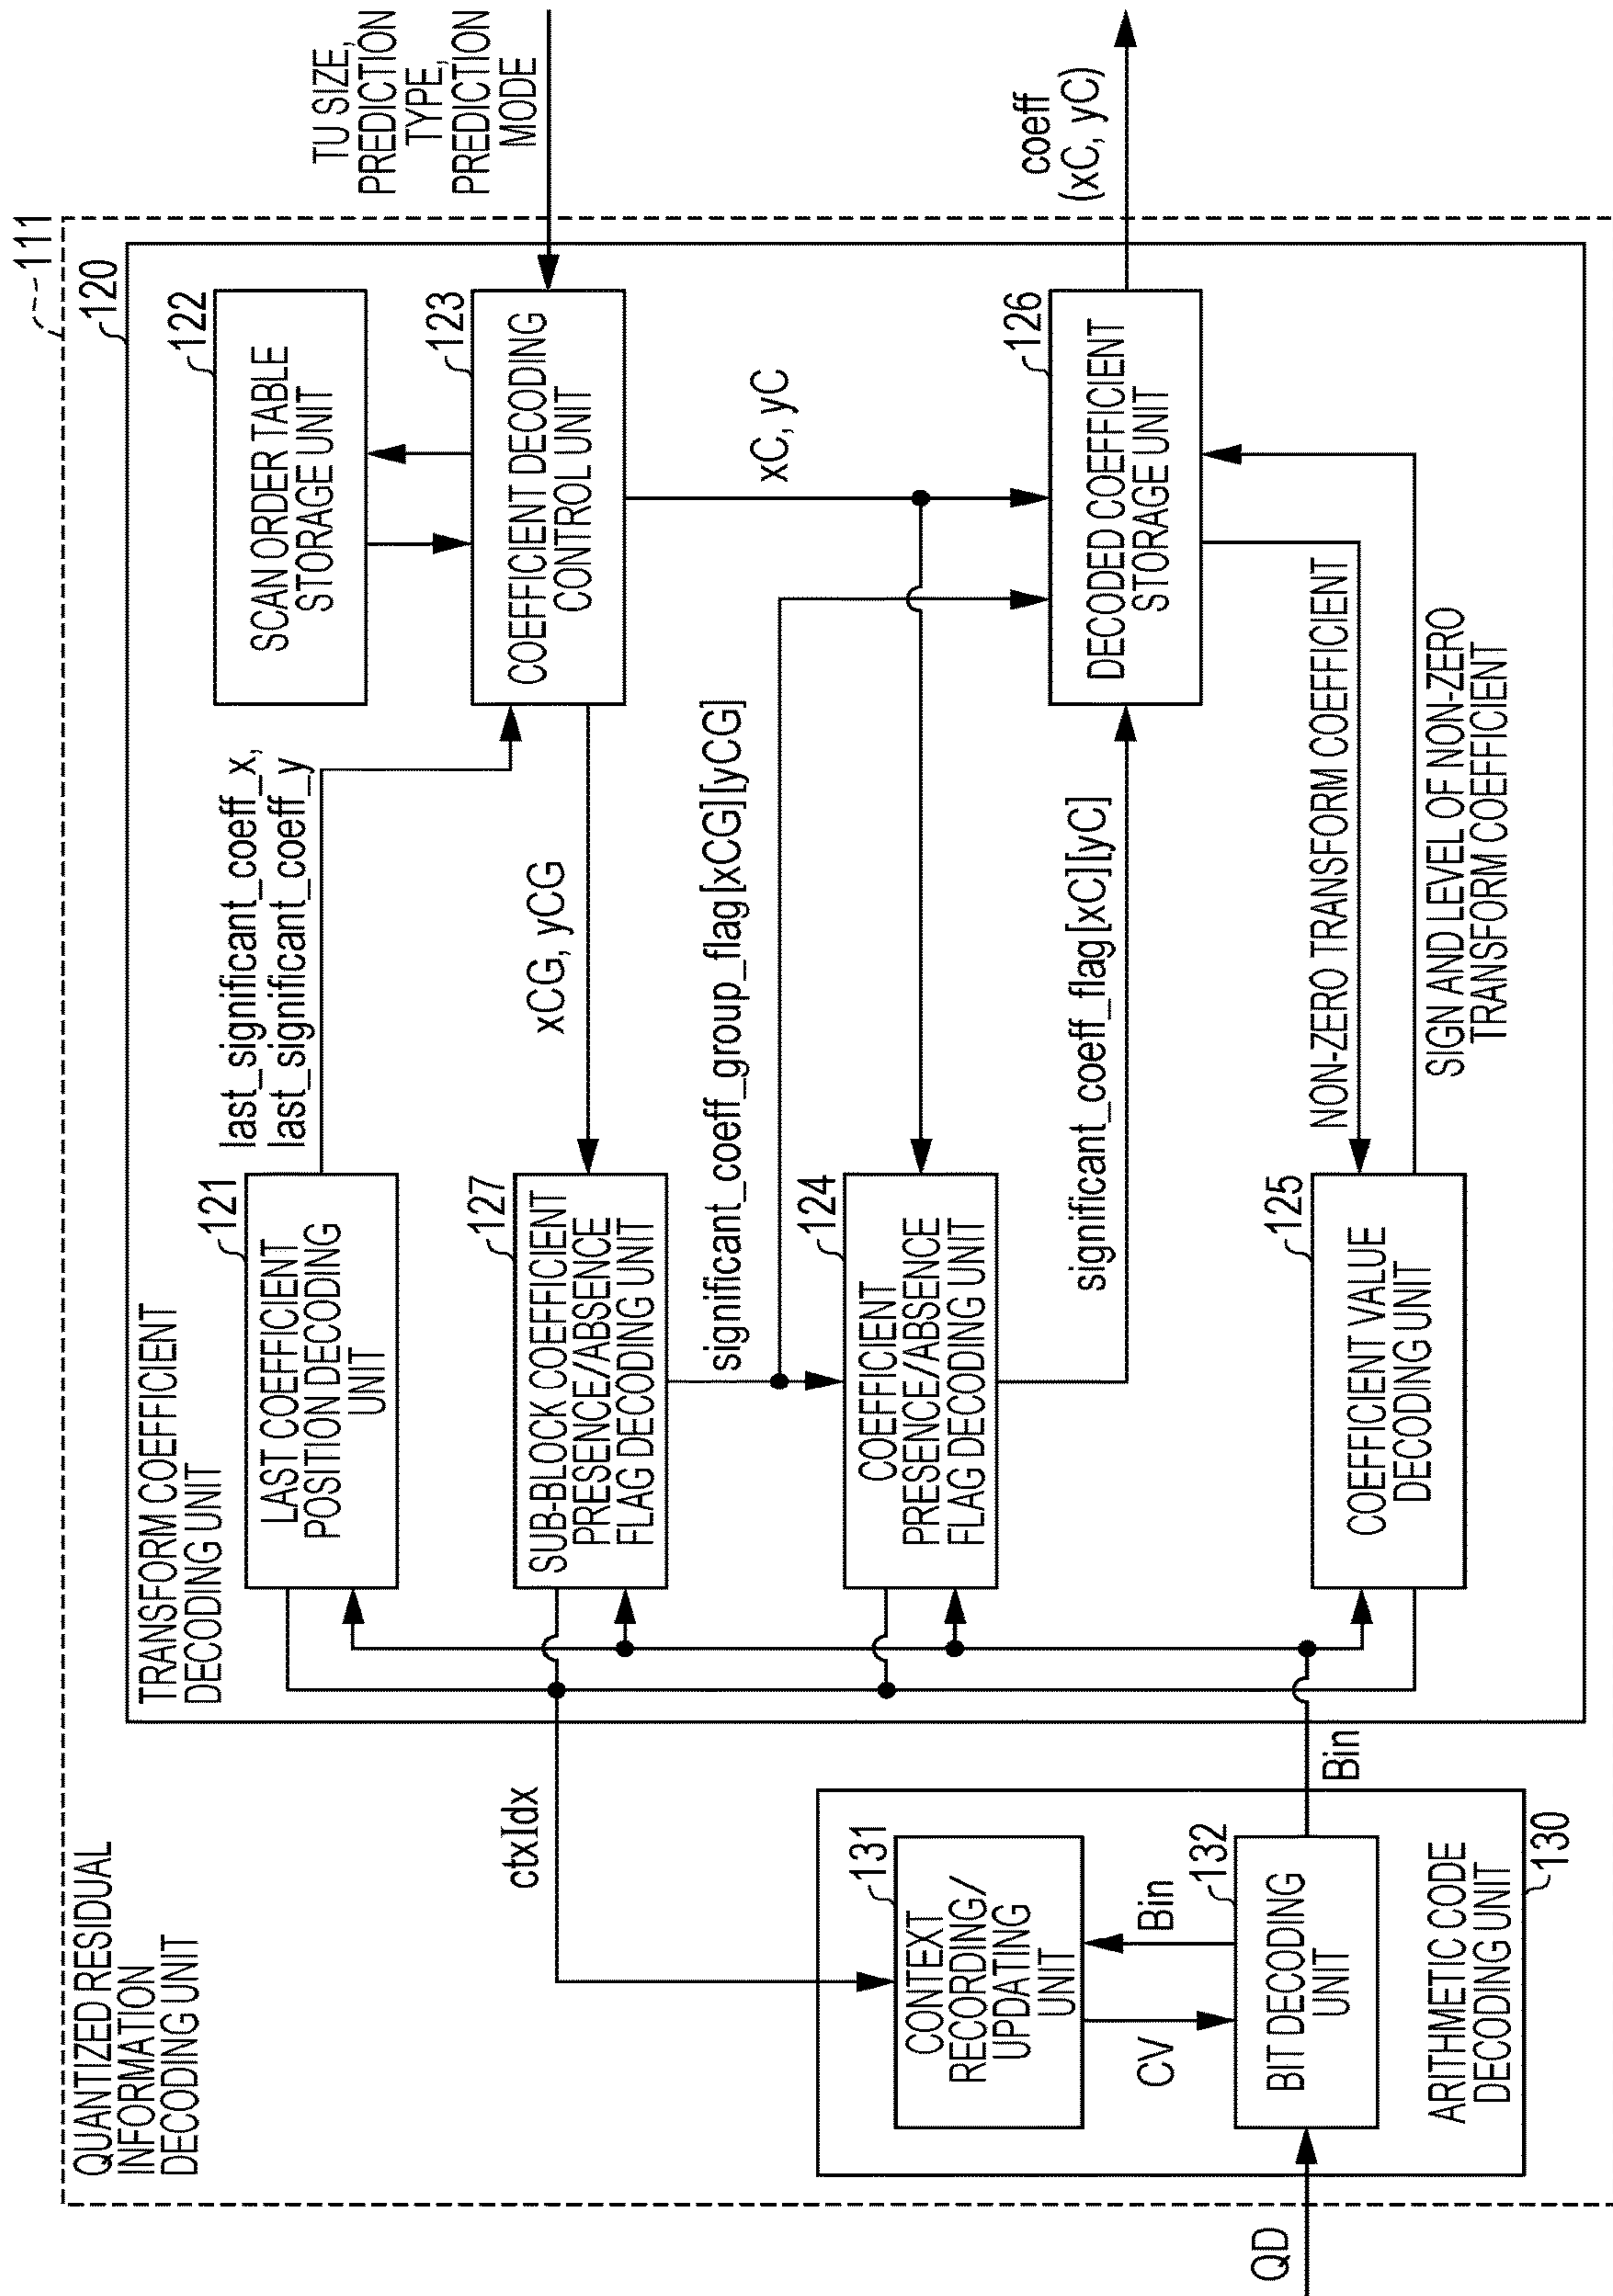 111
QUANTIZED RESIDUAL
INFORMATION
DECODING UNIT
120
TRANSFORM COEFFICIENT
DECODING UNIT
121
LAST COEFFICIENT
POSITION DECODING
UNIT
last_significant_coeff_x,
last_significant_coeff_y
122
SCAN ORDER TABLE
STORAGE UNIT
123
COEFFICIENT DECODING
CONTROL UNIT
TU SIZE,
PREDICTION
TYPE,
PREDICTION
MODE
127
SUB-BLOCK COEFFICIENT
PRESENCE/ABSENCE
FLAG DECODING UNIT
xCG, yCG
ctxIdx
significant_coeff_group_flag[xCG][yCG]
xC, yC
124
COEFFICIENT
PRESENCE/ABSENCE
FLAG DECODING UNIT
significant_coeff_flag[xC][yC]
126
DECODED COEFFICIENT
STORAGE UNIT
coeff
(xC, yC)
131
CONTEXT
RECORDING/
UPDATING
UNIT
CV
Bin
132
BIT DECODING
UNIT
Bin
QD
ARITHMETIC CODE
DECODING UNIT
130
125
COEFFICIENT VALUE
DECODING UNIT
NON-ZERO TRANSFORM COEFFICIENT
SIGN AND LEVEL OF NON-ZERO
TRANSFORM COEFFICIENT